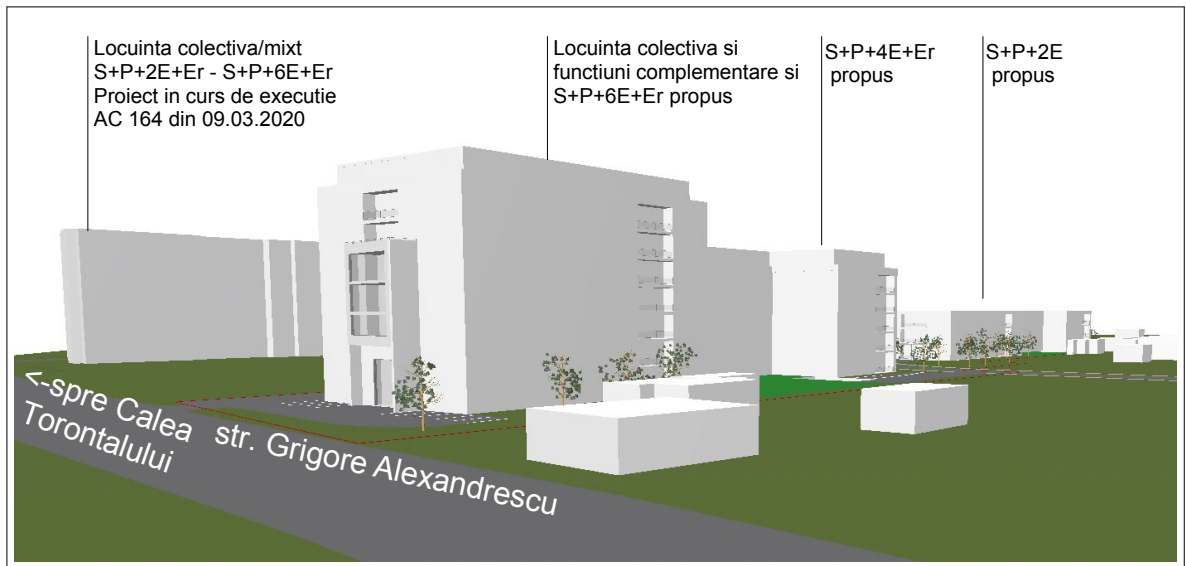 Locuinta colectiva/mixt
S+P+2E+Er - S+P+6E+Er
Proiect in curs de executie
AC 164 din 09.03.2020
Locuinta colectiva si
functiuni complementare si
S+P+6E+Er propus
S+P+4E+Er
propus
S+P+2E
propus
<-spre Calea
Torontalului
str. Grigore Alexandrescu